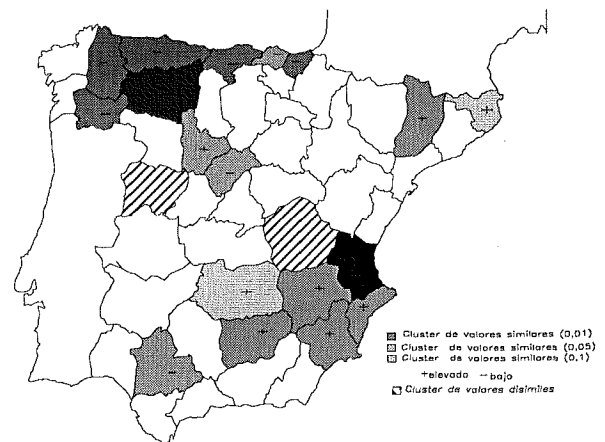 Cluster de valores similares (0,01)
Cluster de valores similares (0,05)
Cluster de valores similares (0,1)
+elevado −bajo
Cluster de valores disimiles